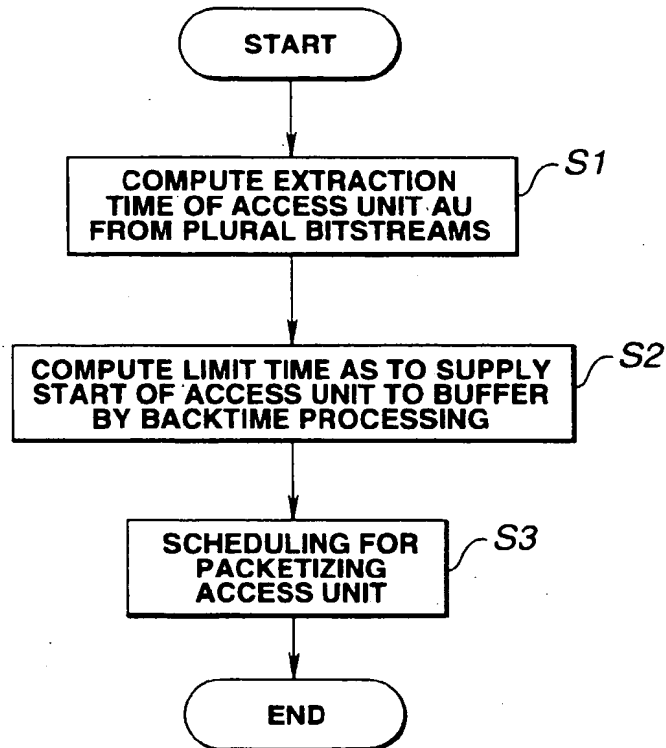 START
S1
COMPUTE EXTRACTION
TIME OF ACCESS UNIT AU
FROM PLURAL BITSTREAMS
S2
COMPUTE LIMIT TIME AS TO SUPPLY
START OF ACCESS UNIT TO BUFFER
BY BACKTIME PROCESSING
S3
SCHEDULING FOR
PACKETIZING
ACCESS UNIT
END